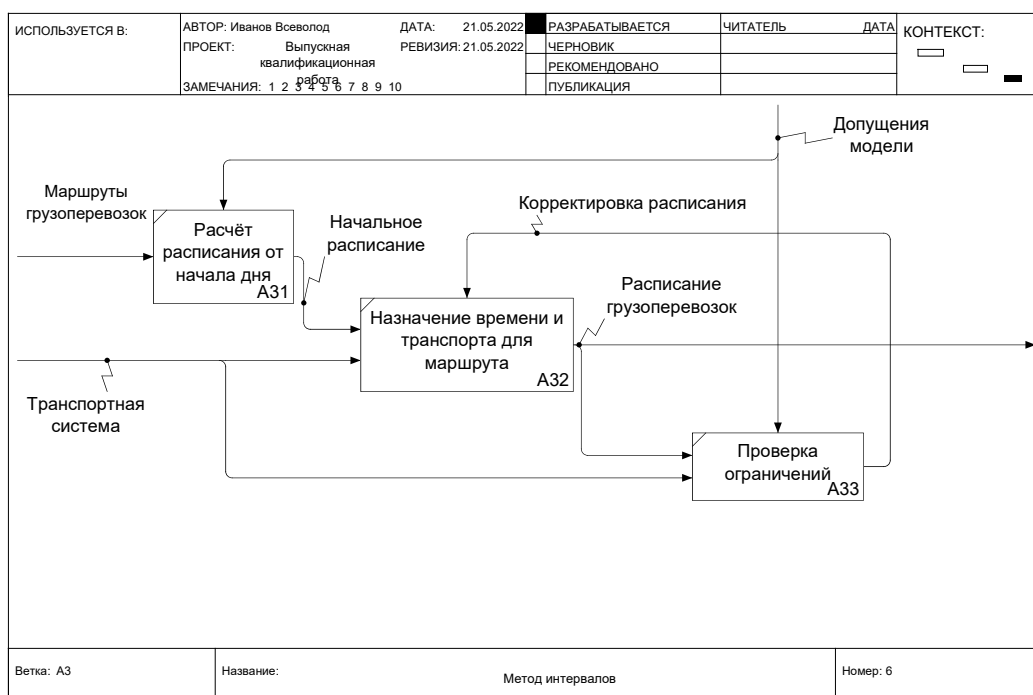 ИСПОЛЬЗУЕТСЯ В:
АВТОР: Иванов Всеволод
ДАТА: 21.05.2022
ПРОЕКТ: Выпускная
квалификационная
работа
РЕВИЗИЯ: 21.05.2022
ЗАМЕЧАНИЯ: 1 2 3 4 5 6 7 8 9 10
РАЗРАБАТЫВАЕТСЯ
ЧЕРНОВИК
РЕКОМЕНДОВАНО
ПУБЛИКАЦИЯ
ЧИТАТЕЛЬ ДАТА
КОНТЕКСТ:
Допущения
модели
Маршруты
грузоперевозок
Расчёт
расписания от
начала дня
A31
Начальное
расписание
Корректировка расписания
Расписание
грузоперевозок
Назначение времени и
транспорта для
маршрута
A32
Транспортная
система
Проверка
ограничений
A33
Ветка: A3
Название:
Метод интервалов
Номер: 6